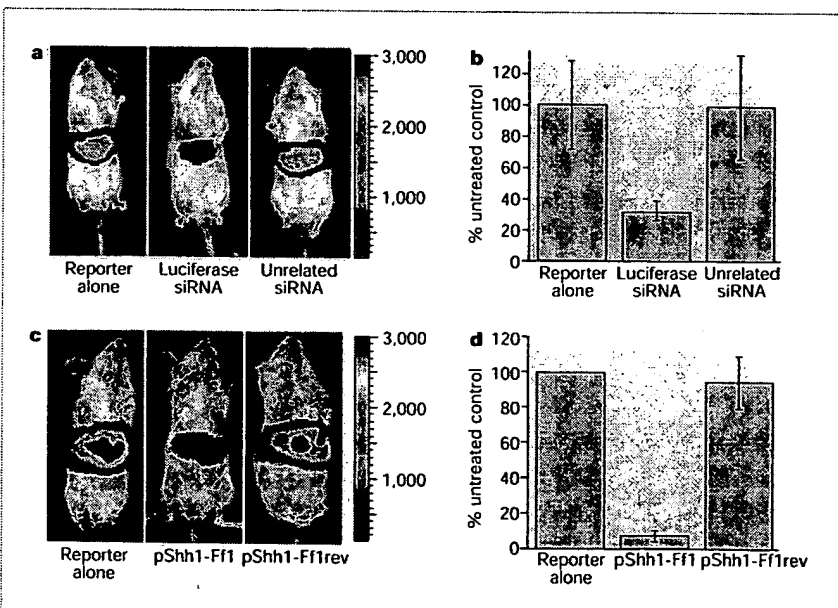 a
3,000
2,000
1,000
Reporter alone
Luciferase siRNA
Unrelated siRNA
b
% untreated control
120
100
80
60
40
20
0
Reporter alone
Luciferase siRNA
Unrelated siRNA
c
3,000
2,000
1,000
Reporter alone
pShh1-Ff1
pShh1-Ff1rev
d
% untreated control
120
100
80
60
40
20
0
Reporter alone
pShh1-Ff1
pShh1-Ff1rev